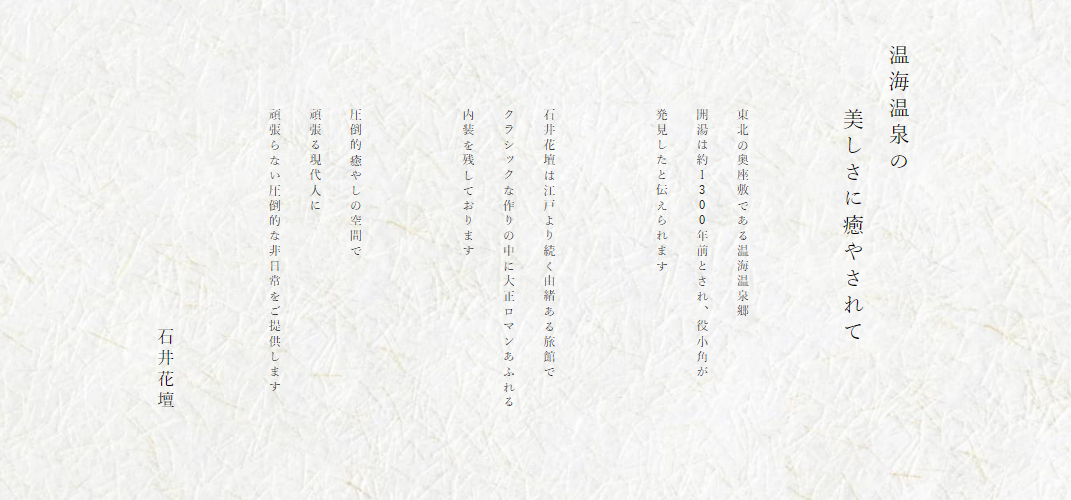 温海温泉の
美しさに癒やされて
東北の奥座敷である温海温泉郷
開湯は約1300年前とされ、役小角が
発見したと伝えられます
石井花壇は江戸より続く由緒ある旅館で
クラシックな作りの中に大正ロマンあふれる
内装を残しております
圧倒的癒やしの空間で
頑張る現代人に
頑張らない圧倒的な非日常をご提供します
石井花壇